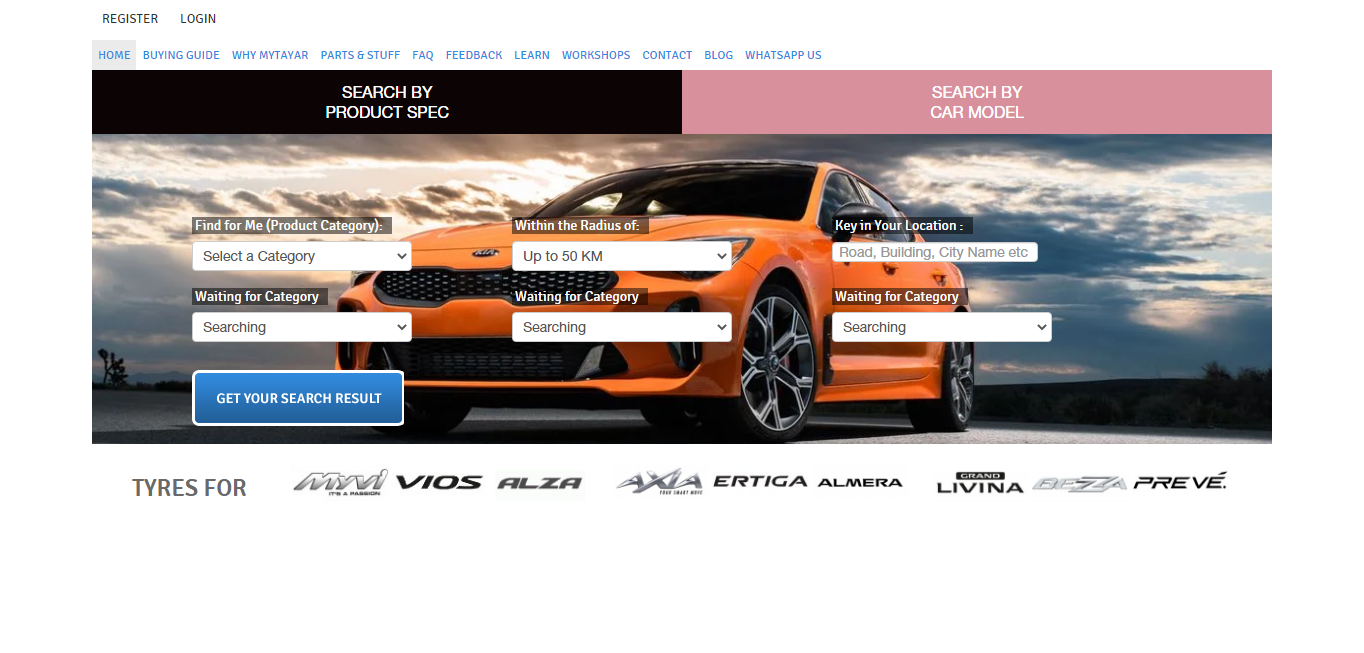 REGISTER LOGIN
HOME BUYING GUIDE WHY MYTAYAR PARTS & STUFF FAQ FEEDBACK LEARN WORKSHOPS CONTACT BLOG WHATSAPP US
SEARCH BY
PRODUCT SPEC
SEARCH BY
CAR MODEL
Find for Me (Product Category): Within the Radius of: Key in Your Location :
Select a Category Up to 50 KM Road, Building, City Name etc
Waiting for Category Waiting for Category Waiting for Category
Searching Searching Searching
GET YOUR SEARCH RESULT
TYRES FOR
Myvi
IT'S A PASSION
VIOS
ALZA
AXIA
YOUR SMART MOVE
ERTIGA
ALMERA
GRAND
LIVINA
BEZZA
PREVÉ.
KIA